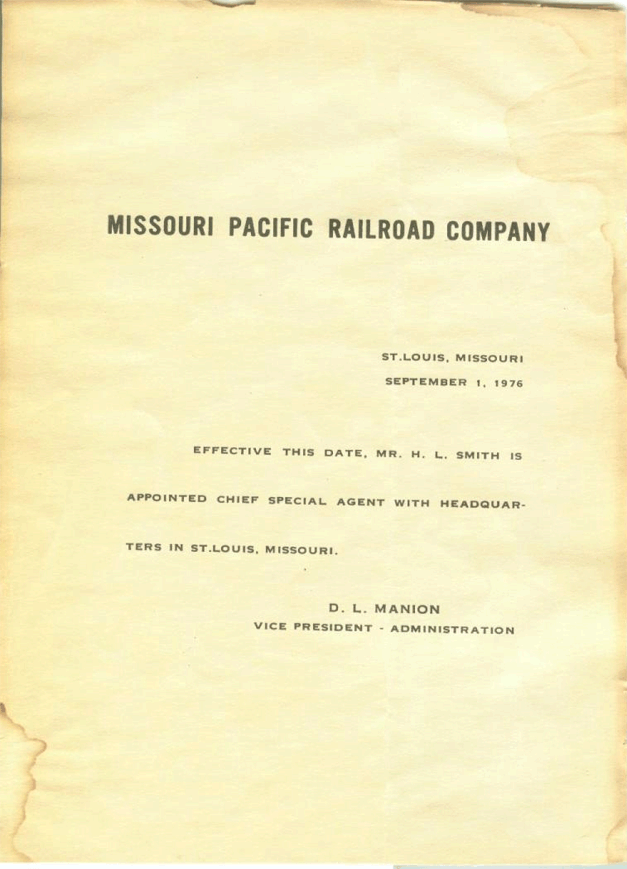 MISSOURI PACIFIC RAILROAD COMPANY
ST.LOUIS, MISSOURI
SEPTEMBER 1, 1976
EFFECTIVE THIS DATE, MR. H. L. SMITH IS
APPOINTED CHIEF SPECIAL AGENT WITH HEADQUAR-
TERS IN ST.LOUIS, MISSOURI.
D. L. MANION
VICE PRESIDENT - ADMINISTRATION